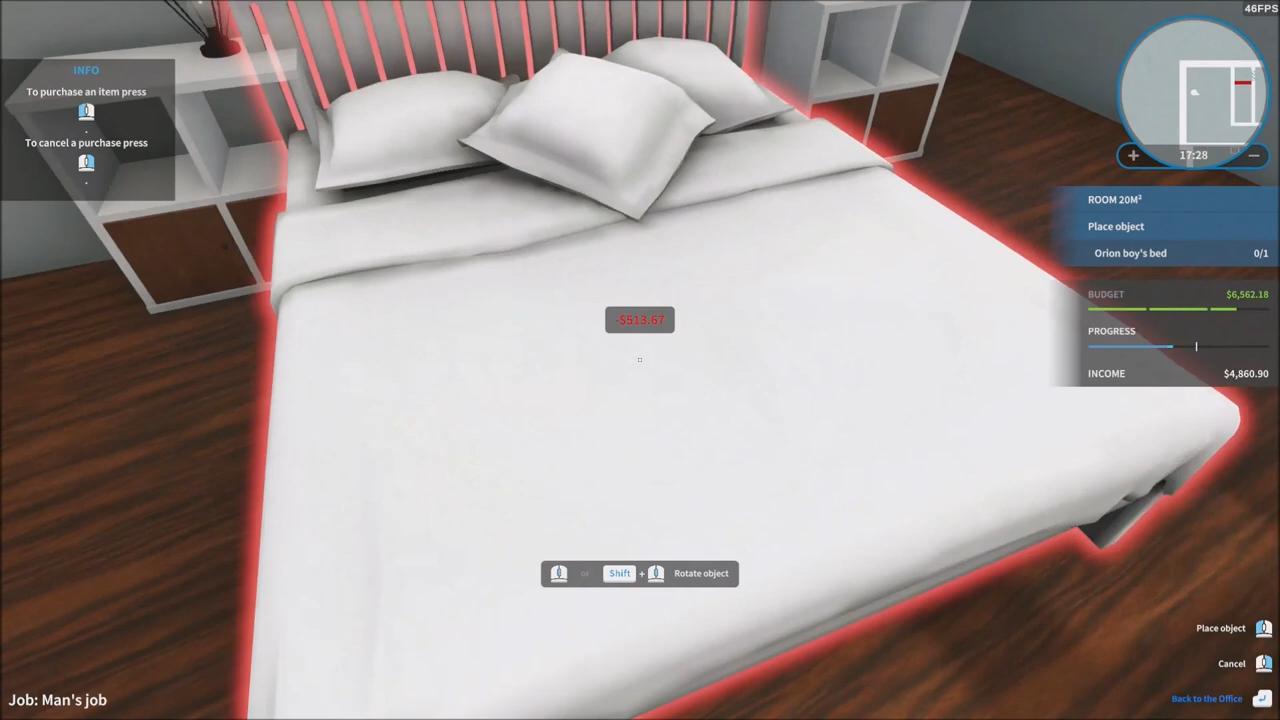 46FPS
INFO
To purchase an item press
.
To cancel a purchase press
.
17:28
ROOM 20M²
Place object
Orion boy's bed 0/1
BUDGET $6,562.18
PROGRESS
INCOME $4,860.90
-$513.67
or Shift + Rotate object
Place object
Cancel
Back to the Office
Job: Man's job